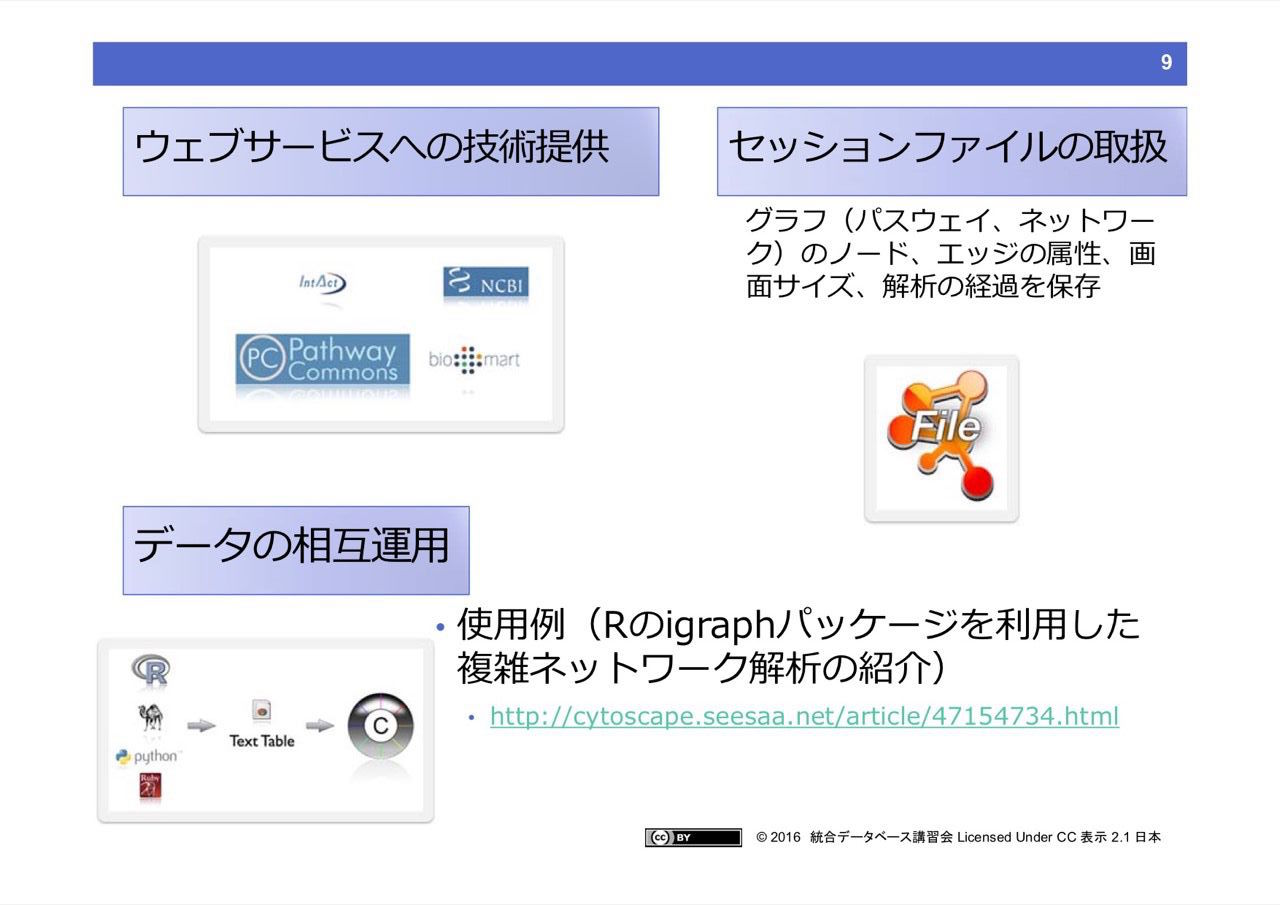 9
ウェブサービスへの技術提供
IntAct
NCBI
PC Pathway
Commons
bio mart
セッションファイルの取扱
グラフ（パスウェイ、ネットワー
ク）のノード、エッジの属性、画
面サイズ、解析の経過を保存
File
データの相互運用
R
python
Ruby
Text Table
C
• 使用例（Rのigraphパッケージを利用した
複雑ネットワーク解析の紹介）
• http://cytoscape.seesaa.net/article/47154734.html
cc BY
© 2016 統合データベース講習会 Licensed Under CC 表示 2.1 日本